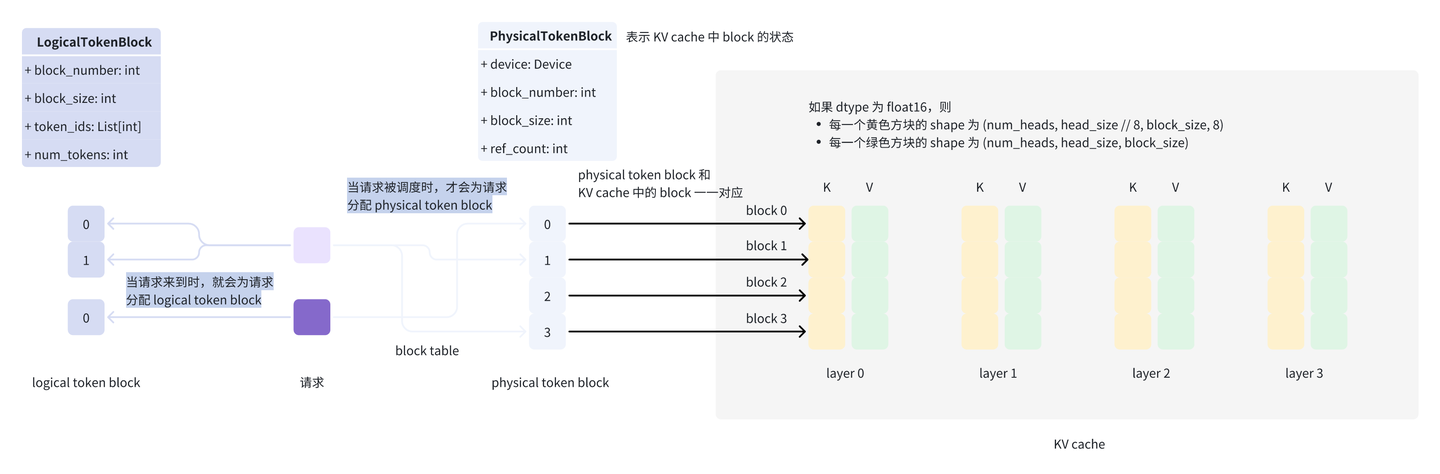 LogicalTokenBlock
+ block_number: int
+ block_size: int
+ token_ids: List[int]
+ num_tokens: int
PhysicalTokenBlock
+ device: Device
+ block_number: int
+ block_size: int
+ ref_count: int
表示 KV cache 中 block 的状态
如果 dtype 为 float16，则
• 每一个黄色方块的 shape 为 (num_heads, head_size // 8, block_size, 8)
• 每一个绿色方块的 shape 为 (num_heads, head_size, block_size)
当请求被调度时，才会为请求
分配 physical token block
physical token block 和
KV cache 中的 block 一一对应
K V K V K V K V
0
1
0
当请求来到时，就会为请求
分配 logical token block
0
1
2
3
block 0
block 1
block 2
block 3
block table
layer 0 layer 1 layer 2 layer 3
logical token block
请求
physical token block
KV cache